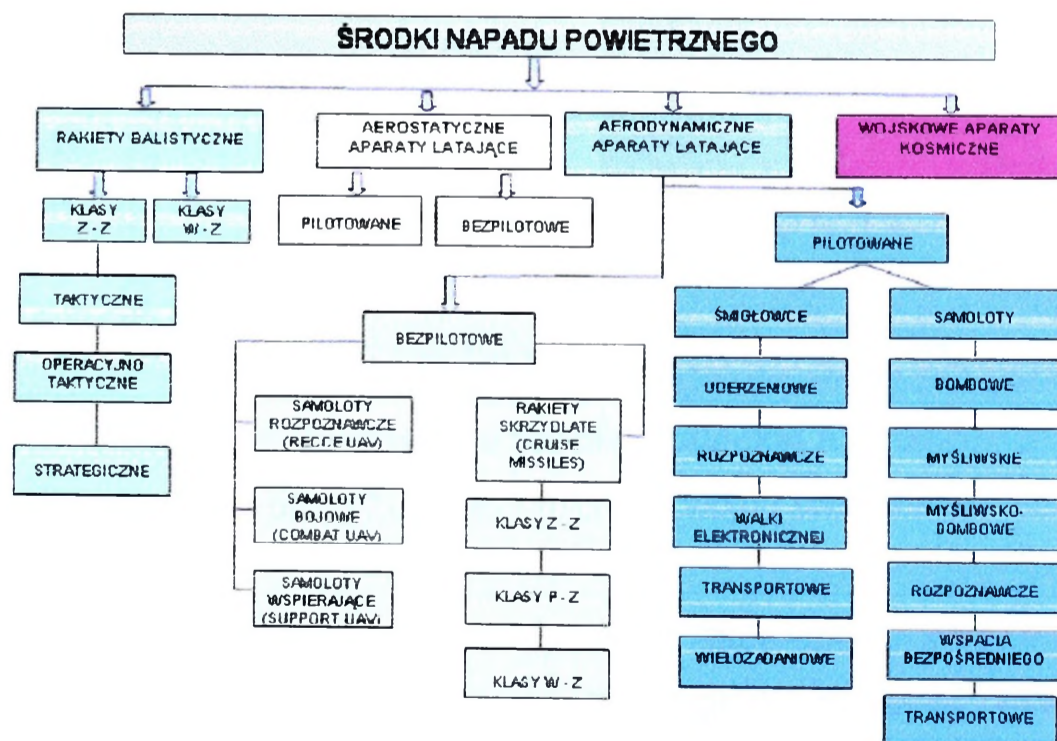 ŚRODKI NAPADU POWIETRZNEGO
RAKIETY BALISTYCZNE
AEROSTATYCZNE
APARATY LATAJĄCE
AERODYNAMICZNE
APARATY LATAJĄCE
WOJSKOWE APARATY
KOSMICZNE
KLASY
Z - Z
KLASY
W - Z
PILOTOWANE
BEZPILOTOWE
PILOTOWANE
TAKTYCZNE
OPERACYJNO
TAKTYCZNE
STRATEGICZNE
BEZPILOTOWE
SAMOLOTY
ROZPOZNAWCZE
(RECCE UAV)
SAMOLOTY
BOJOWE
(COMBAT UAV)
SAMOLOTY
WSPIERAJĄCE
(SUPPORT UAV)
RAKIETY
SKRZYDLATE
(CRUISE
MISSILES)
KLASY Z - Z
KLASY P - Z
KLASY W - Z
ŚMIGŁOWCE
UDERZENIOWE
ROZPOZNAWCZE
WALKI
ELEKTRONICZNEJ
TRANSPORTOWE
WIELOZADANIOWE
SAMOLOTY
BOMBOWE
MYŚLIWSKIE
MYŚLIWSKO-
BOMBOWE
ROZPOZNAWCZE
WSPACIA
BEZPOŚREDNIEGO
TRANSPORTOWE